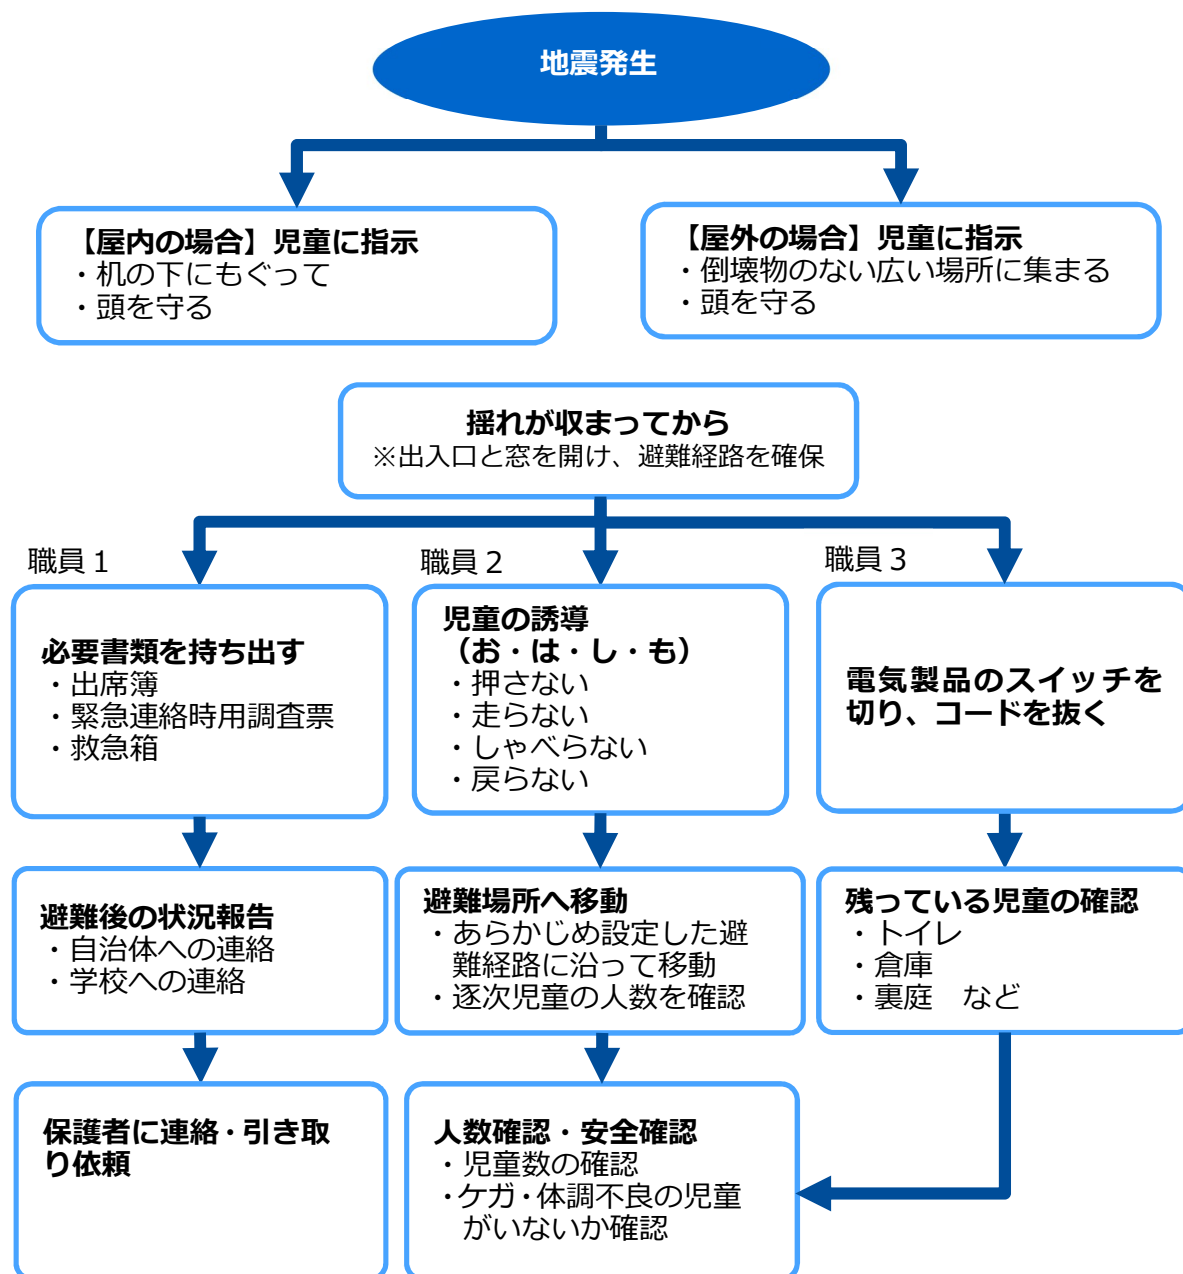 地震発生
【屋内の場合】児童に指示
・机の下にもぐって
・頭を守る
【屋外の場合】児童に指示
・倒壊物のない広い場所に集まる
・頭を守る
揺れが収まってから
※出入口と窓を開け、避難経路を確保
職員１
必要書類を持ち出す
・出席簿
・緊急連絡時用調査票
・救急箱
避難後の状況報告
・自治体への連絡
・学校への連絡
保護者に連絡・引き取
り依頼
職員２
児童の誘導
（お・は・し・も）
・押さない
・走らない
・しゃべらない
・戻らない
避難場所へ移動
・あらかじめ設定した避
難経路に沿って移動
・逐次児童の人数を確認
人数確認・安全確認
・児童数の確認
・ケガ・体調不良の児童
がいないか確認
職員３
電気製品のスイッチを
切り、コードを抜く
残っている児童の確認
・トイレ
・倉庫
・裏庭　など